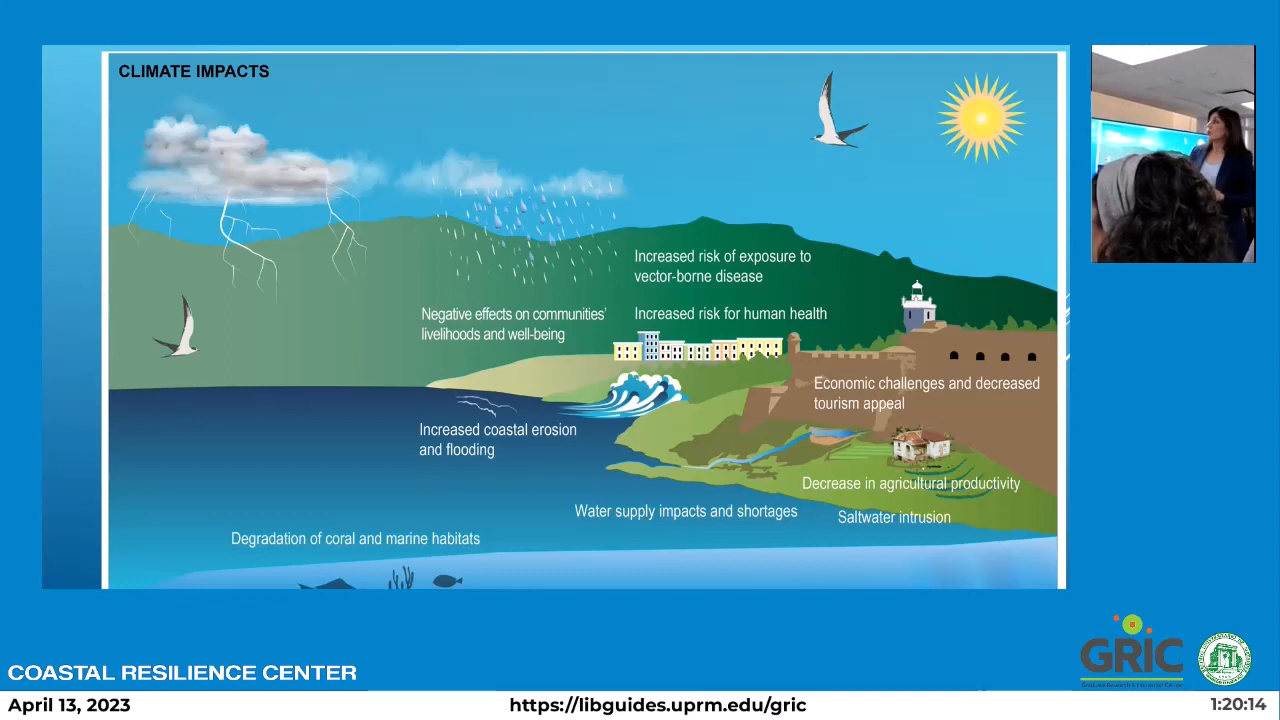 CLIMATE IMPACTS
Increased risk of exposure to
vector-borne disease
Negative effects on communities'
livelihoods and well-being
Increased risk for human health
Economic challenges and decreased
tourism appeal
Increased coastal erosion
and flooding
Decrease in agricultural productivity
Water supply impacts and shortages
Saltwater intrusion
Degradation of coral and marine habitats
GRIC
COASTAL RESILIENCE CENTER
April 13, 2023
https://libguides.uprm.edu/gric
1:20:14